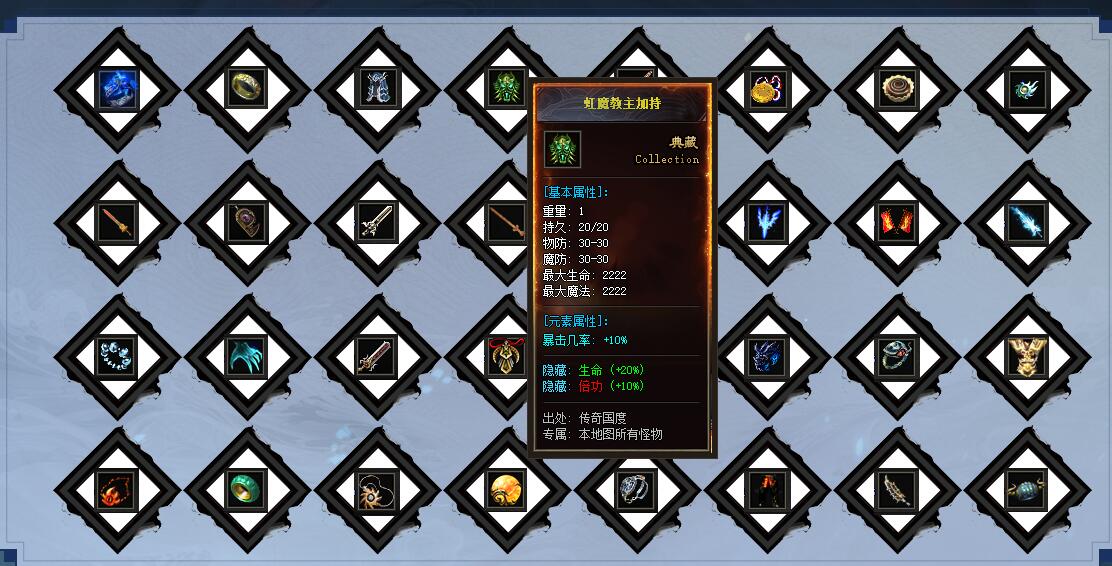 虹魔教主加持
典藏
Collection
[基本属性]:
重量: 1
持久: 20/20
物防: 30-30
魔防: 30-30
最大生命: 2222
最大魔法: 2222
[元素属性]:
暴击几率: +10%
隐藏: 生命 (+20%)
隐藏: 倍功 (+10%)
出处: 传奇国度
专属: 本地图所有怪物